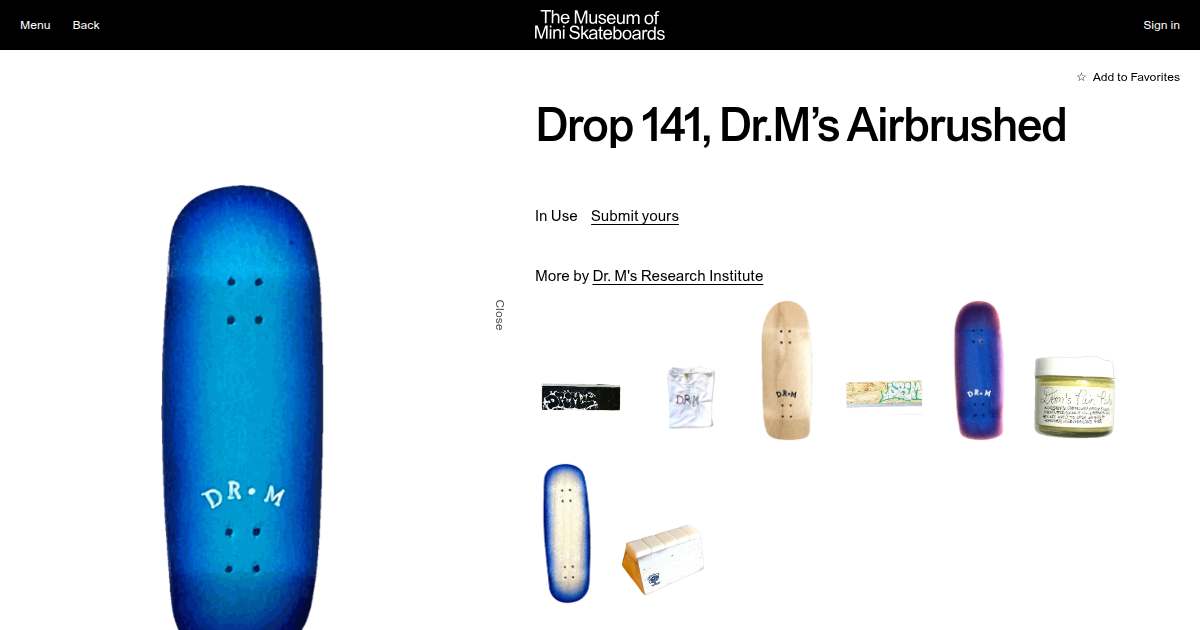 Menu
Back
The Museum of
Mini Skateboards
Sign in
☆ Add to Favorites
Drop 141, Dr.M’s Airbrushed
In Use
Submit yours
More by Dr. M's Research Institute
Close
DR•M
DRM
DR•M
DR•M